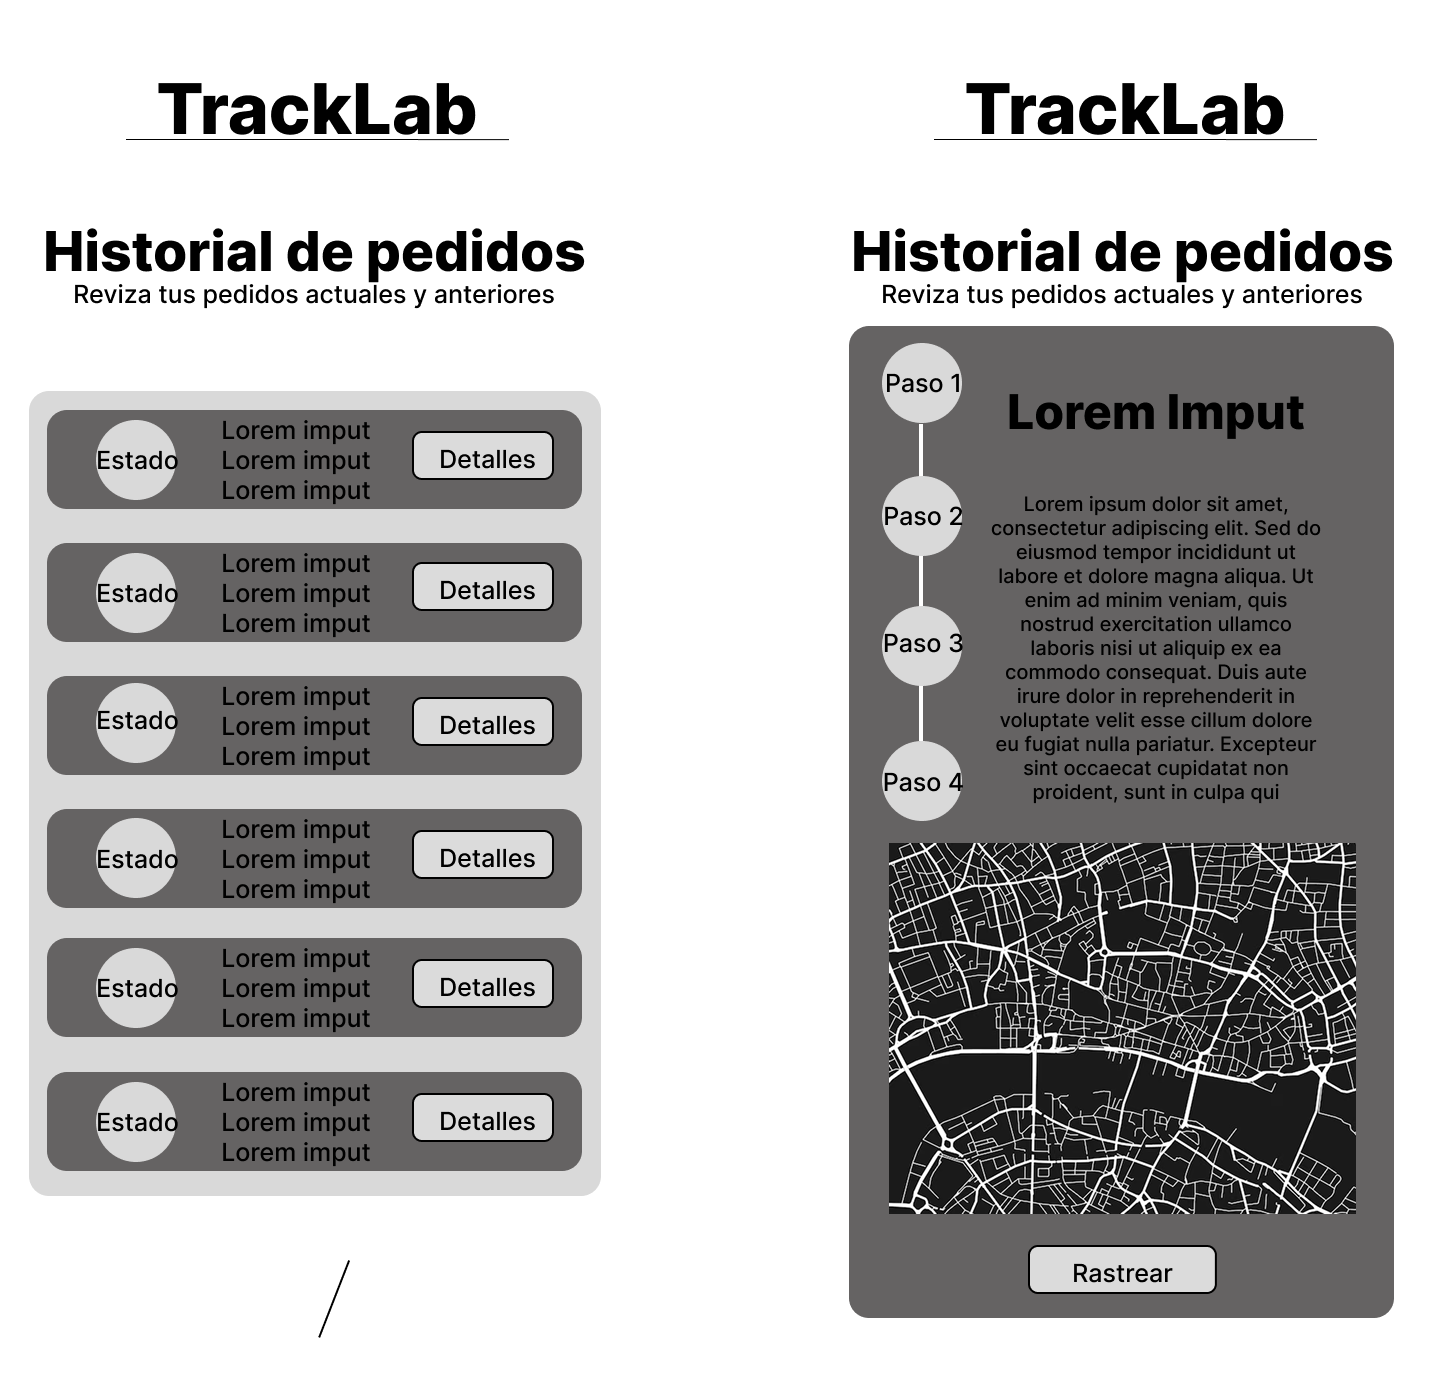 TrackLab
Historial de pedidos
Reviza tus pedidos actuales y anteriores
Estado
Lorem imput
Lorem imput
Lorem imput
Detalles
Estado
Lorem imput
Lorem imput
Lorem imput
Detalles
Estado
Lorem imput
Lorem imput
Lorem imput
Detalles
Estado
Lorem imput
Lorem imput
Lorem imput
Detalles
Estado
Lorem imput
Lorem imput
Lorem imput
Detalles
Estado
Lorem imput
Lorem imput
Lorem imput
Detalles
TrackLab
Historial de pedidos
Reviza tus pedidos actuales y anteriores
Paso 1
Paso 2
Paso 3
Paso 4
Lorem Imput
Lorem ipsum dolor sit amet,
consectetur adipiscing elit. Sed do
eiusmod tempor incididunt ut
labore et dolore magna aliqua. Ut
enim ad minim veniam, quis
nostrud exercitation ullamco
laboris nisi ut aliquip ex ea
commodo consequat. Duis aute
irure dolor in reprehenderit in
voluptate velit esse cillum dolore
eu fugiat nulla pariatur. Excepteur
sint occaecat cupidatat non
proident, sunt in culpa qui
Rastrear